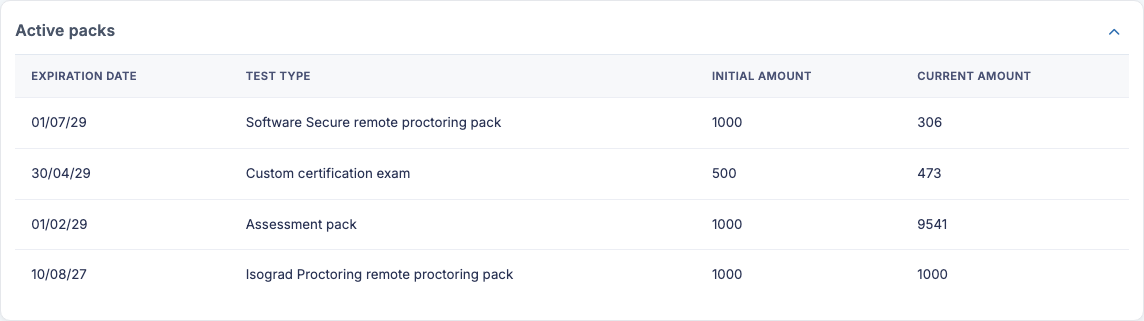 Active packs
EXPIRATION DATE TEST TYPE INITIAL AMOUNT CURRENT AMOUNT
01/07/29 Software Secure remote proctoring pack 1000 306
30/04/29 Custom certification exam 500 473
01/02/29 Assessment pack 1000 9541
10/08/27 Isograd Proctoring remote proctoring pack 1000 1000